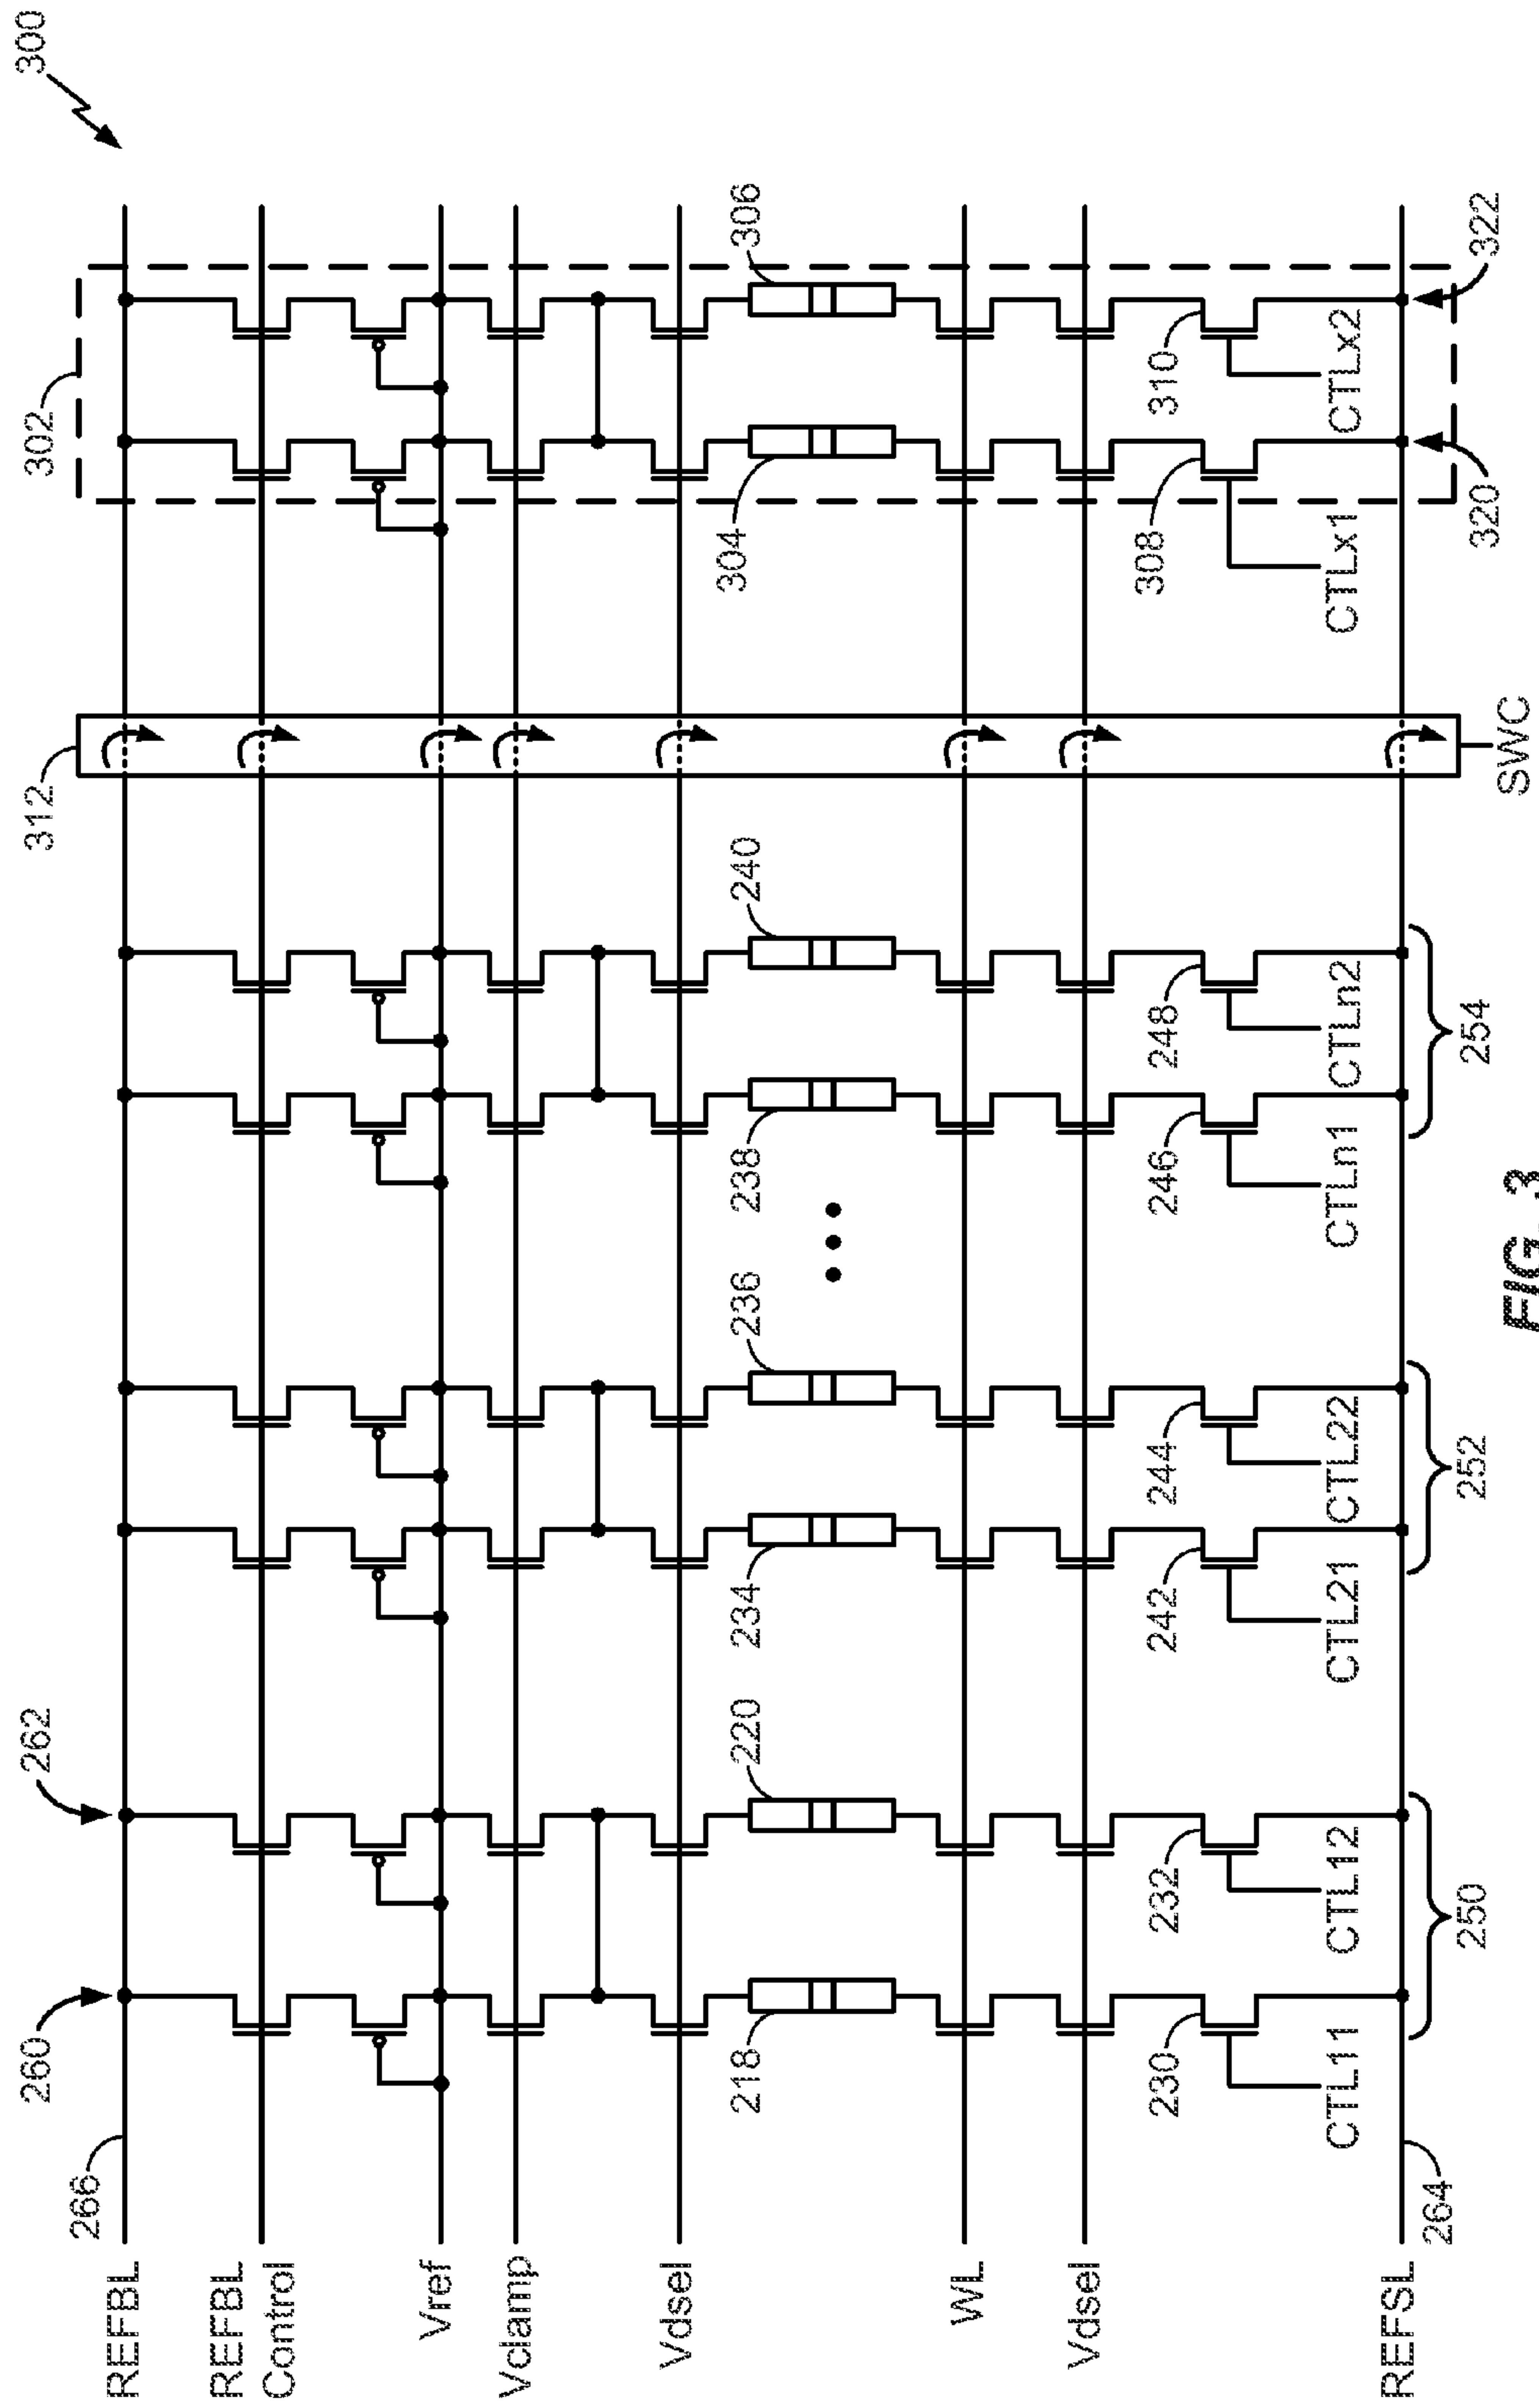 300
302
306
304
310
308
CTLx1
CTLx2
320
322
312
SWC
240
238
248
246
CTLn1
CTLn2
254
236
234
244
242
CTL21
CTL22
252
262
260
220
218
232
230
CTL11
CTL12
250
266
264
REFBL
REFBL
Control
Vref
Vclamp
Vdsel
WL
Vdsel
REFSL
FIG. 3